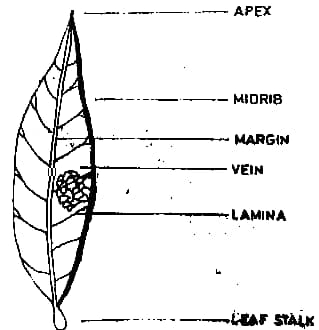 APEX
MIDRIB
MARGIN
VEIN
LAMINA
LEAF STALK